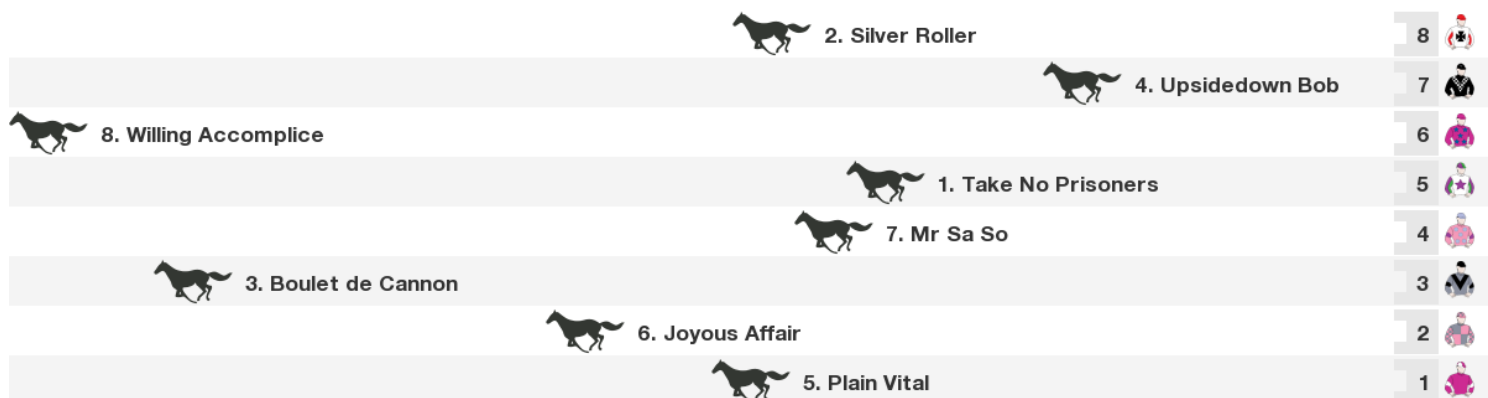 2. Silver Roller 8
4. Upsidedown Bob 7
8. Willing Accomplice 6
1. Take No Prisoners 5
7. Mr Sa So 4
3. Boulet de Cannon 3
6. Joyous Affair 2
5. Plain Vital 1